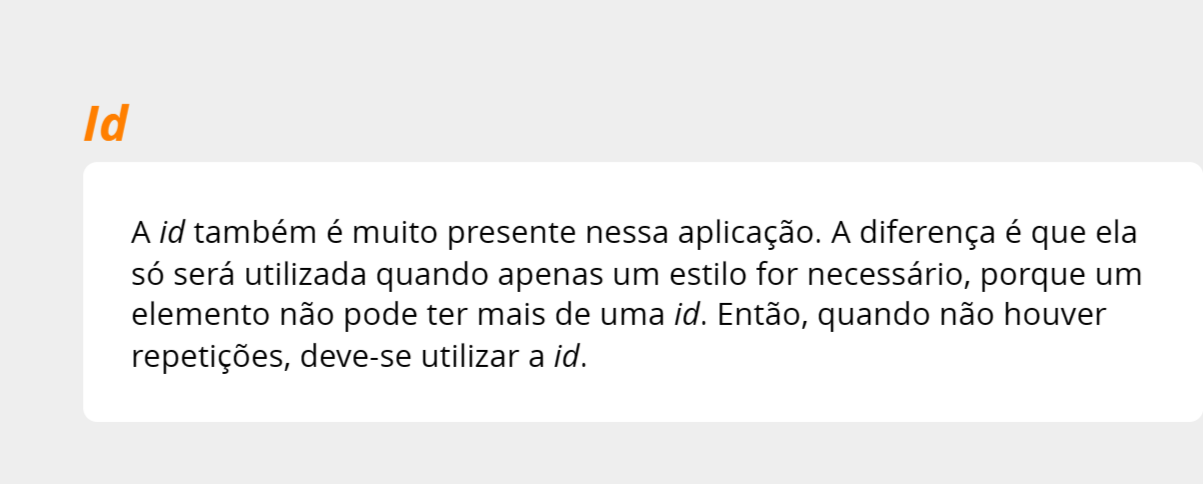 Id
A id também é muito presente nessa aplicação. A diferença é que ela
só será utilizada quando apenas um estilo for necessário, porque um
elemento não pode ter mais de uma id. Então, quando não houver
repetições, deve-se utilizar a id.